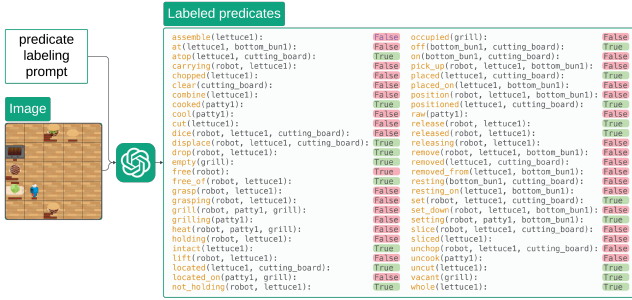 predicate
labeling
prompt
Image
Labeled predicates
assemble(lettuce1): False
at(lettuce1, bottom_bun1): False
atop(lettuce1, cutting_board): True
carrying(robot, lettuce1): False
chopped(lettuce1): False
clear(cutting_board): False
combine(lettuce1): False
cooked(patty1): True
cool(patty1): False
cut(lettuce1): False
dice(robot, lettuce1, cutting_board): False
displace(robot, lettuce1, cutting_board): True
drop(robot, lettuce1): True
empty(grill): True
free(robot): True
free_of(robot, lettuce1): True
grasp(robot, lettuce1): False
grasping(robot, lettuce1): False
grill(robot, patty1, grill): False
grilling(patty1): False
heat(robot, patty1, grill): False
holding(robot, lettuce1): False
intact(lettuce1): True
lift(robot, lettuce1): False
located(lettuce1, cutting_board): True
located_on(patty1, grill): False
not_holding(robot, lettuce1): True
occupied(grill): False
off(bottom_bun1, cutting_board): True
on(bottom_bun1, cutting_board): False
pick_up(robot, lettuce1, bottom_bun1): False
placed(lettuce1, cutting_board): True
placed_on(lettuce1, bottom_bun1): False
position(robot, lettuce1, bottom_bun1): False
positioned(lettuce1, cutting_board): True
raw(patty1): False
release(robot, lettuce1): True
released(robot, lettuce1): True
releasing(robot, lettuce1): True
remove(robot, lettuce1, bottom_bun1): False
removed(lettuce1, cutting_board): False
removed_from(lettuce1, bottom_bun1): False
resting(bottom_bun1, cutting_board): False
resting_on(lettuce1, bottom_bun1): False
set(robot, lettuce1, cutting_board): True
set_down(robot, lettuce1, bottom_bun1): False
setting(robot, patty1, bottom_bun1): True
slice(robot, lettuce1, cutting_board): False
sliced(lettuce1): False
unchop(robot, lettuce1, cutting_board): False
uncook(patty1): False
uncut(lettuce1): True
vacant(grill): True
whole(lettuce1): True